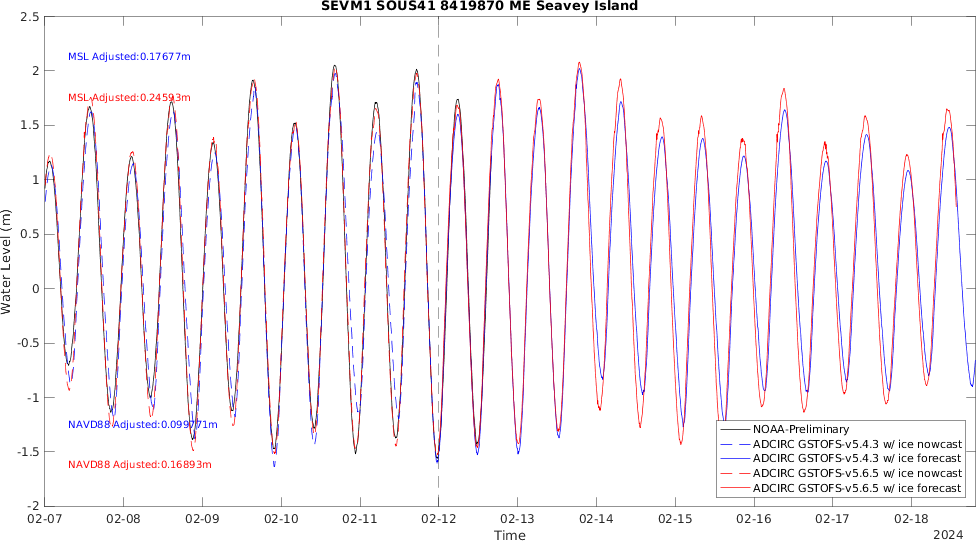 SEVM1 SOUS41 8419870 ME Seavey Island
2.5
2
1.5
1
0.5
0
-0.5
-1
-1.5
-2
Water Level (m)
MSL Adjusted:0.17677m
MSL Adjusted:0.24593m
NAVD88 Adjusted:0.099771m
NAVD88 Adjusted:0.16893m
NOAA-Preliminary
ADCIRC GSTOFS-v5.4.3 w/ ice nowcast
ADCIRC GSTOFS-v5.4.3 w/ ice forecast
ADCIRC GSTOFS-v5.6.5 w/ ice nowcast
ADCIRC GSTOFS-v5.6.5 w/ ice forecast
02-07 02-08 02-09 02-10 02-11 02-12 02-13 02-14 02-15 02-16 02-17 02-18
Time
2024